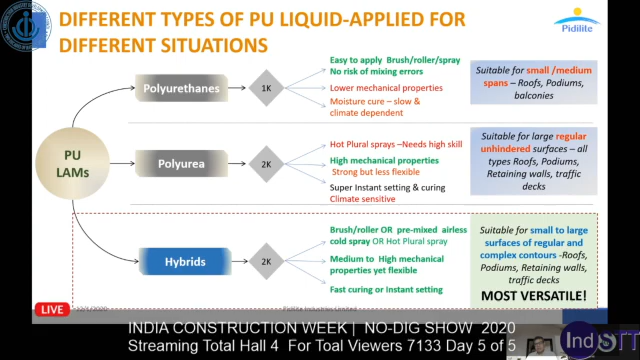 DIFFERENT TYPES OF PU LIQUID-APPLIED FOR
DIFFERENT SITUATIONS
Pidilite
PU
LAMs
Polyurethanes
1K
Easy to apply Brush/roller/spray
No risk of mixing errors
Lower mechanical properties
Moisture cure – slow &
climate dependent
Suitable for small /medium
spans – Roofs, Podiums,
balconies
Polyurea
2K
Hot Plural sprays –Needs high skill
High mechanical properties
Strong but less flexible
Super Instant setting & curing
Climate sensitive
Suitable for large regular
unhindered surfaces – all
types Roofs, Podiums,
Retaining walls, traffic
decks
Hybrids
2K
Brush/roller OR pre-mixed airless
cold spray OR Hot Plural spray
Medium to High mechanical
properties yet flexible
Fast curing or Instant setting
Suitable for small to large
surfaces of regular and
complex contours -Roofs,
Podiums, Retaining walls,
traffic decks
MOST VERSATILE!
LIVE
12/1/2020
Pidilite Industries Limited
INDIA CONSTRUCTION WEEK | NO-DIG SHOW 2020
Streaming Total Hall 4 For Toal Viewers 7133 Day 5 of 5